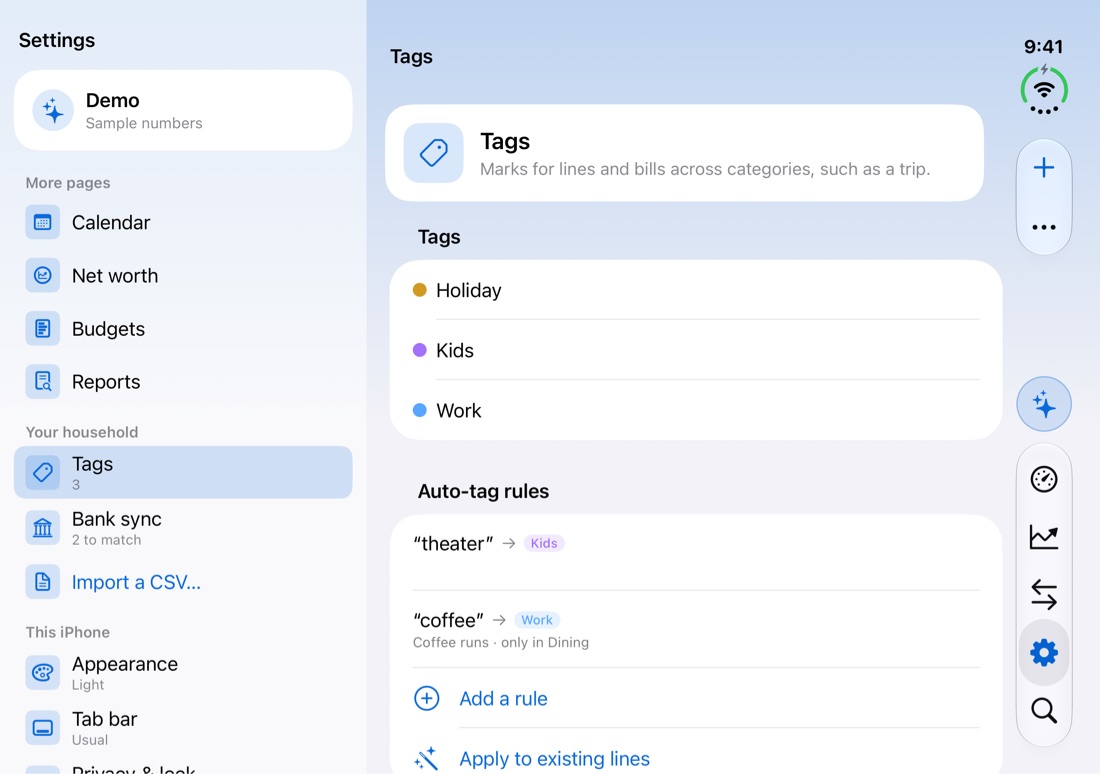 Settings
Demo
Sample numbers
More pages
Calendar
Net worth
Budgets
Reports
Your household
Tags
3
Bank sync
2 to match
Import a CSV...
This iPhone
Appearance
Light
Tab bar
Usual
Privacy & lock
Tags
Tags
Marks for lines and bills across categories, such as a trip.
Tags
Holiday
Kids
Work
Auto-tag rules
“theater” → Kids
“coffee” → Work
Coffee runs · only in Dining
Add a rule
Apply to existing lines
9:41